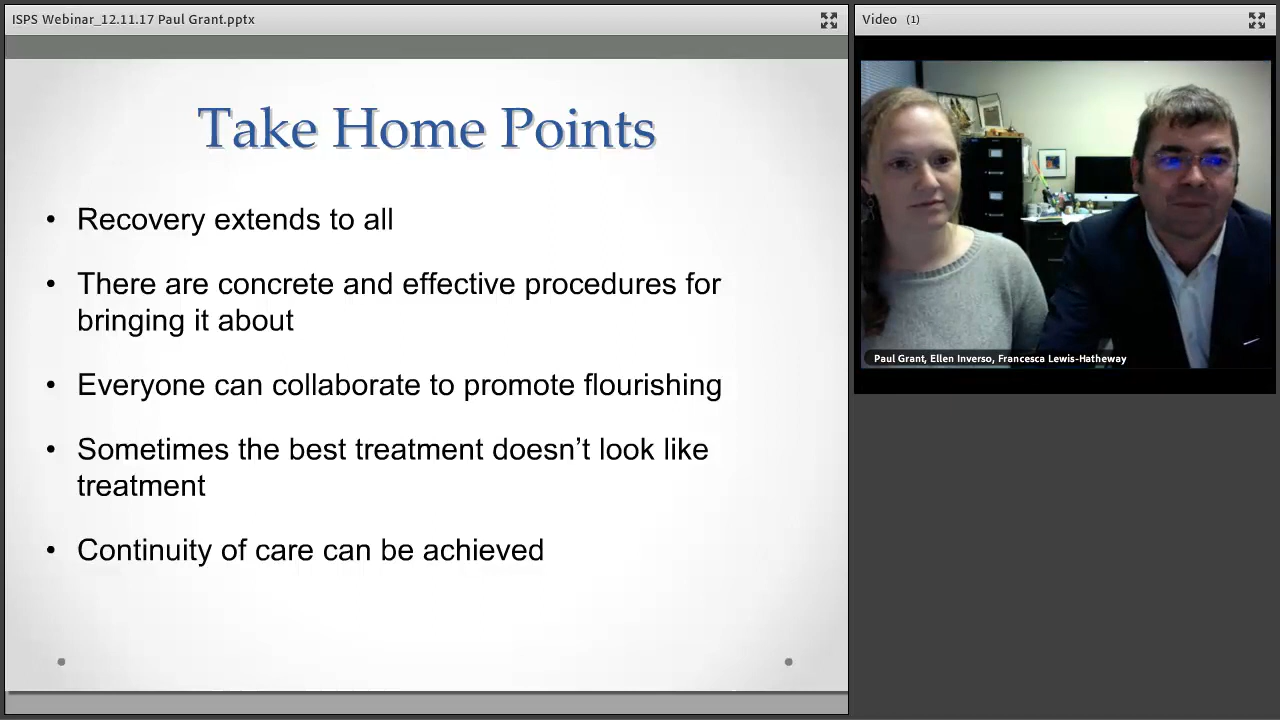 ISPS Webinar_12.11.17 Paul Grant.pptx
Video (1)
Take Home Points
• Recovery extends to all
• There are concrete and effective procedures for
bringing it about
• Everyone can collaborate to promote flourishing
• Sometimes the best treatment doesn’t look like
treatment
• Continuity of care can be achieved
Paul Grant, Ellen Inverso, Francesca Lewis-Hatheway